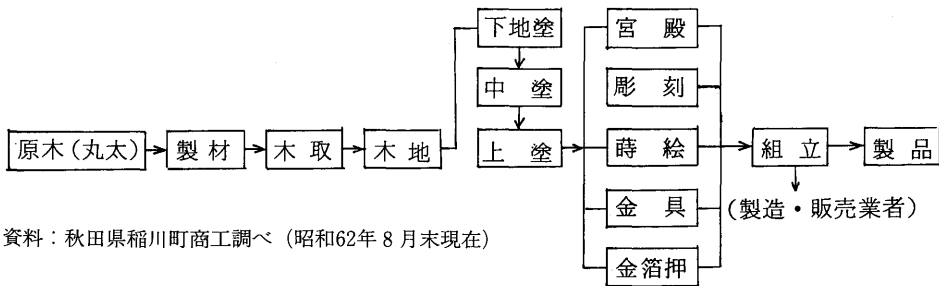 原木(丸太)
製材
木取
木地
下地塗
中塗
上塗
宮殿
彫刻
蒔絵
金具
金箔押
組立
製品
(製造・販売業者)
資料:秋田県稲川町商工調べ(昭和62年8月末現在)